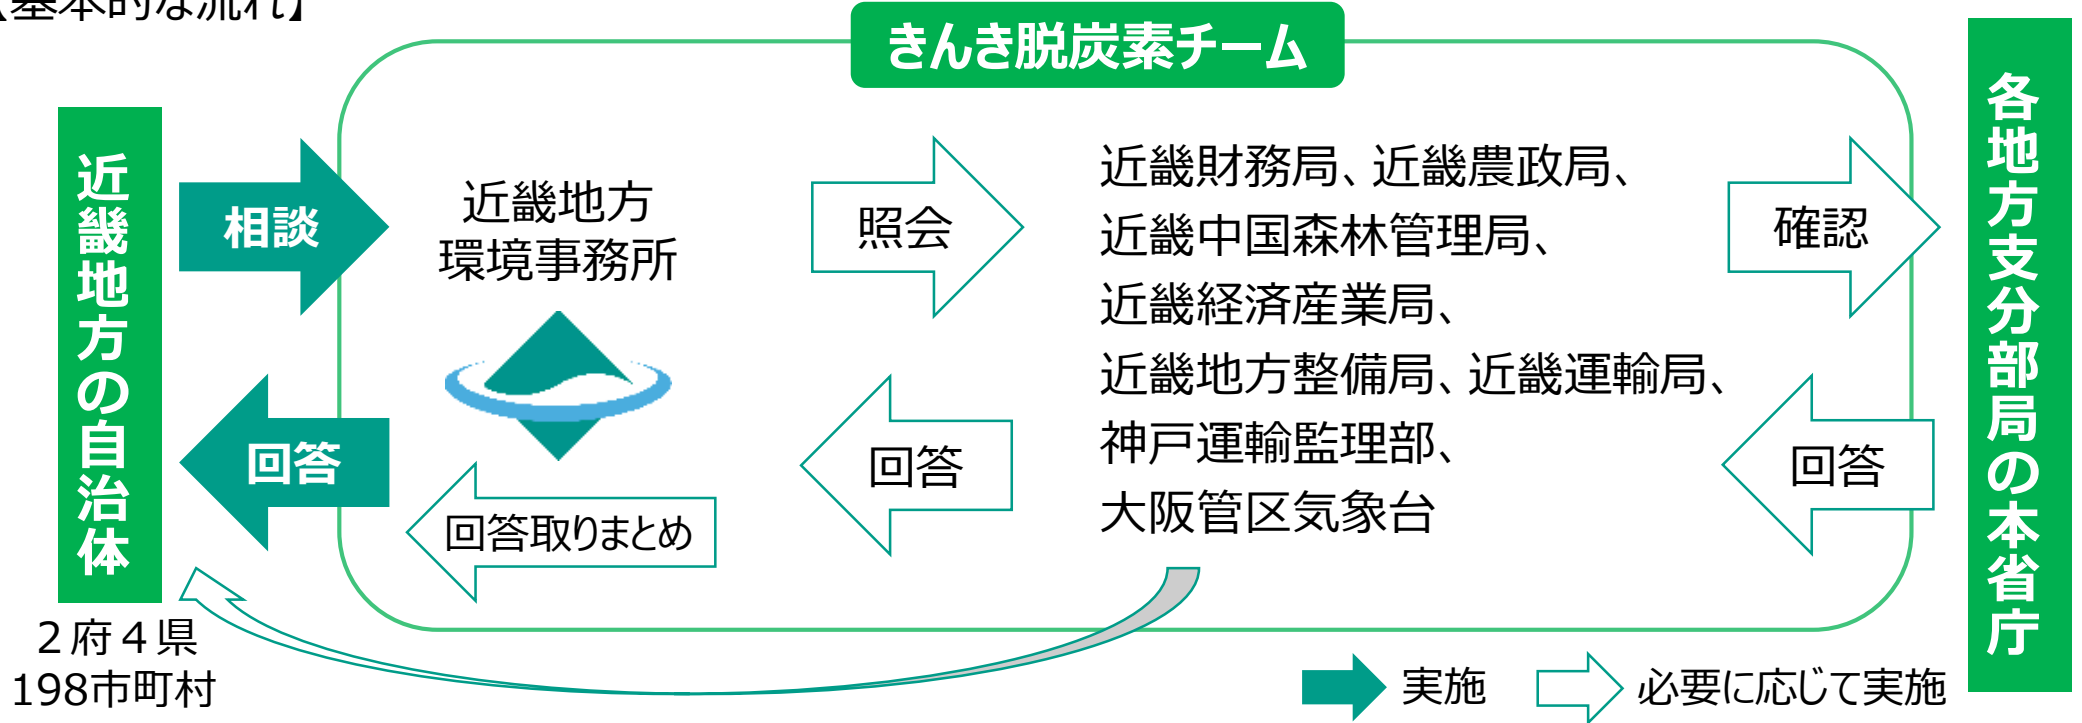 【基本的な流れ】
きんき脱炭素チーム
近畿地方の自治体
２府４県
198市町村
相談
回答
近畿地方
環境事務所
回答取りまとめ
照会
回答
近畿財務局、近畿農政局、
近畿中国森林管理局、
近畿経済産業局、
近畿地方整備局、近畿運輸局、
神戸運輸監理部、
大阪管区気象台
確認
回答
各地方支分部局の本省庁
実施
必要に応じて実施